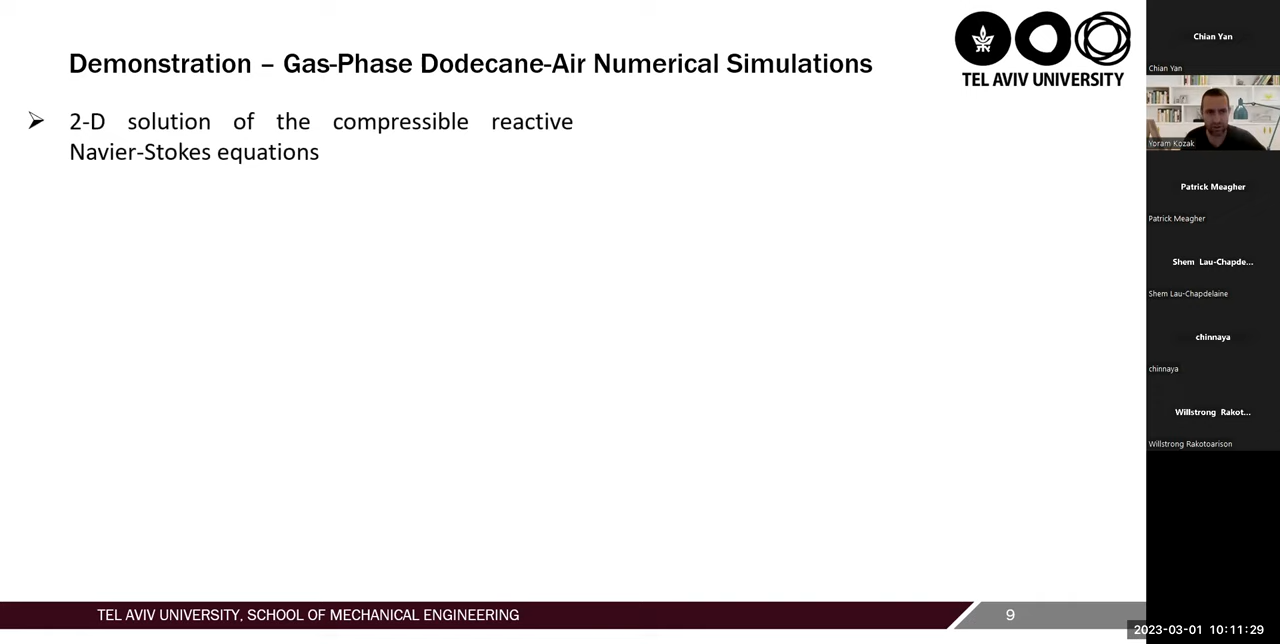 Demonstration – Gas-Phase Dodecane-Air Numerical Simulations
TEL AVIV UNIVERSITY
2-D solution of the compressible reactive
Navier-Stokes equations
TEL AVIV UNIVERSITY, SCHOOL OF MECHANICAL ENGINEERING
9
Chian Yan
Chian Yan
Yoram Kozak
Patrick Meagher
Patrick Meagher
Shem Lau-Chapde...
Shem Lau-Chapdelaine
chinnaya
chinnaya
Willstrong Rakot...
Willstrong Rakotoarison
2023-03-01 10:11:29